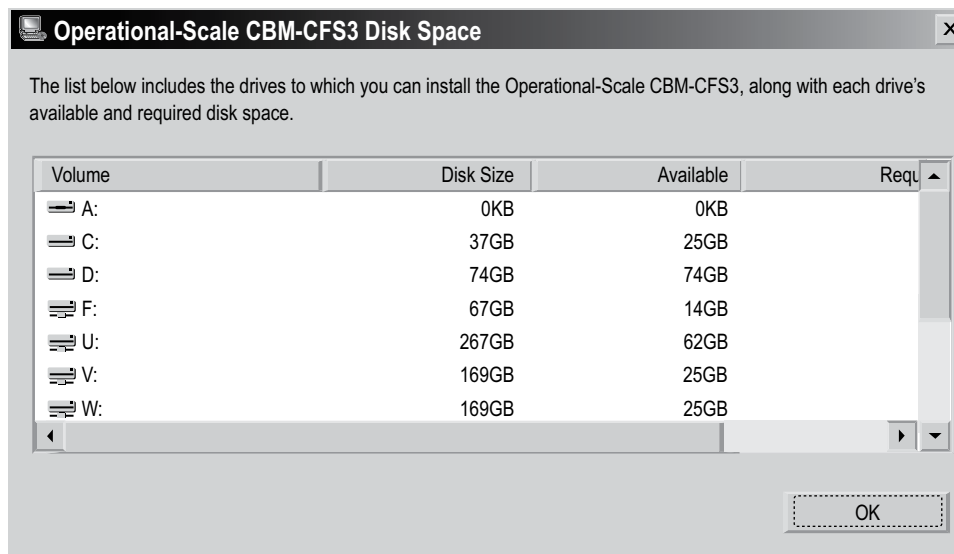 Operational-Scale CBM-CFS3 Disk Space
The list below includes the drives to which you can install the Operational-Scale CBM-CFS3, along with each drive’s
available and required disk space.
Volume Disk Size Available Requ
A: 0KB 0KB
C: 37GB 25GB
D: 74GB 74GB
F: 67GB 14GB
U: 267GB 62GB
V: 169GB 25GB
W: 169GB 25GB
OK